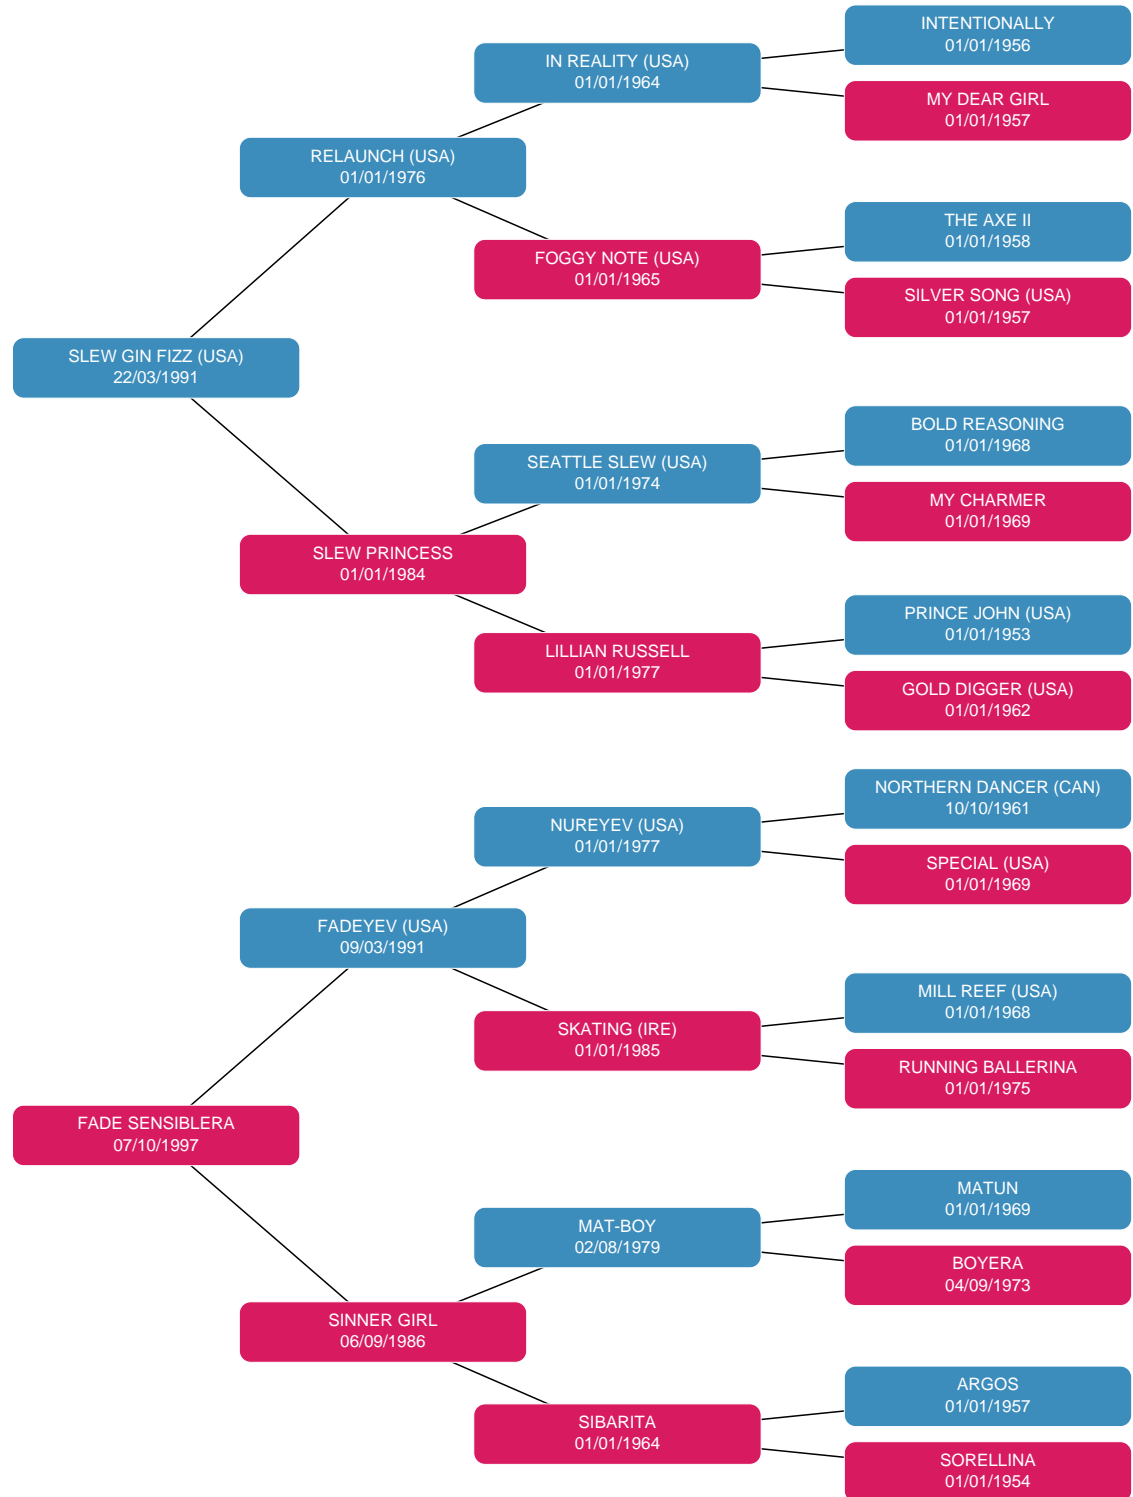 INTENTIONALLY
01/01/1956
IN REALITY (USA)
01/01/1964
MY DEAR GIRL
01/01/1957
RELAUNCH (USA)
01/01/1976
THE AXE II
01/01/1958
FOGGY NOTE (USA)
01/01/1965
SILVER SONG (USA)
01/01/1957
SLEW GIN FIZZ (USA)
22/03/1991
BOLD REASONING
01/01/1968
SEATTLE SLEW (USA)
01/01/1974
MY CHARMER
01/01/1969
SLEW PRINCESS
01/01/1984
PRINCE JOHN (USA)
01/01/1953
LILLIAN RUSSELL
01/01/1977
GOLD DIGGER (USA)
01/01/1962
NORTHERN DANCER (CAN)
10/10/1961
NUREYEV (USA)
01/01/1977
SPECIAL (USA)
01/01/1969
FADEYEV (USA)
09/03/1991
MILL REEF (USA)
01/01/1968
SKATING (IRE)
01/01/1985
RUNNING BALLERINA
01/01/1975
FADE SENSIBLERA
07/10/1997
MATUN
01/01/1969
MAT-BOY
02/08/1979
BOYERA
04/09/1973
SINNER GIRL
06/09/1986
ARGOS
01/01/1957
SIBARITA
01/01/1964
SORELLINA
01/01/1954